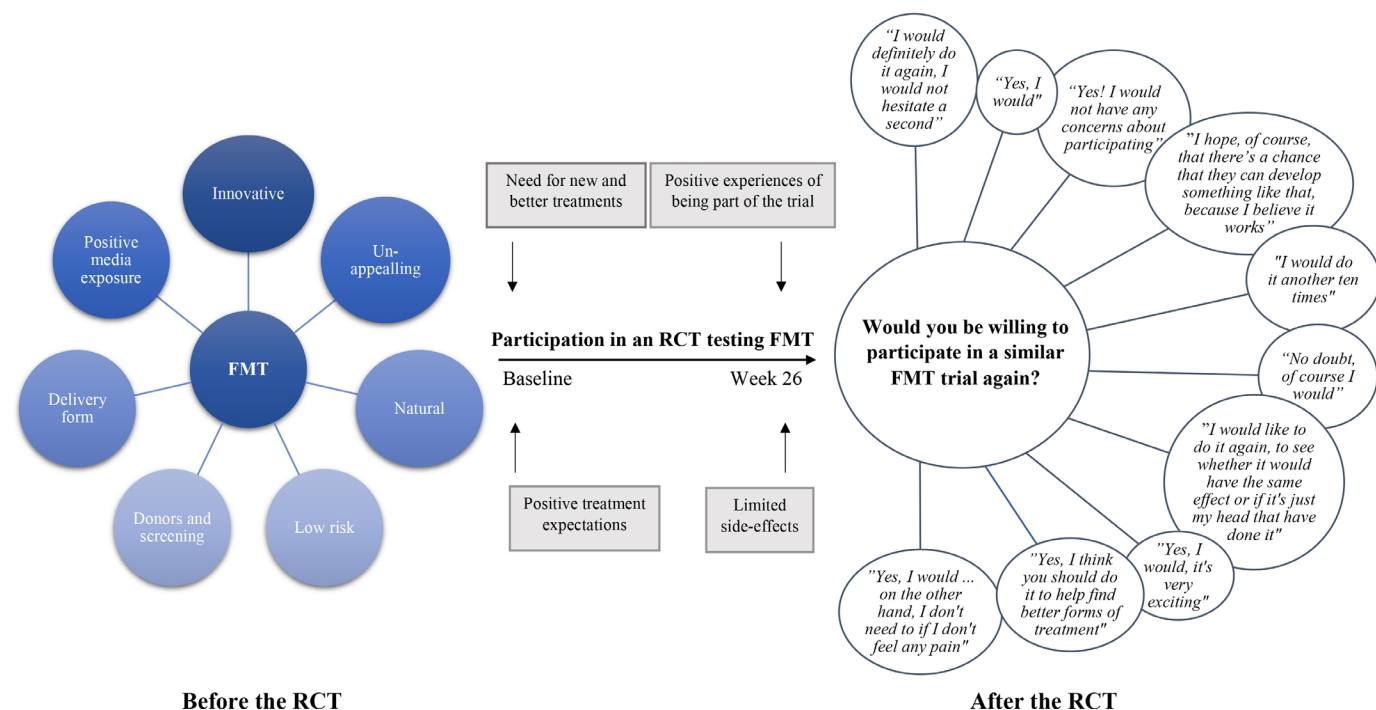 Innovative
Positive
media
exposure
Un-
appealling
FMT
Delivery
form
Natural
Donors and
screening
Low risk
Before the RCT
Need for new and
better treatments
Positive experiences of
being part of the trial
Participation in an RCT testing FMT
Baseline
Week 26
Positive treatment
expectations
Limited
side-effects
“I would
definitely do
it again, I
would not
hesitate a
second”
“Yes, I
would"
“Yes! I would
not have any
concerns about
participating”
"I hope, of course,
that there’s a chance
that they can develop
something like that,
because I believe it
works”
"I would do
it another ten
times"
“No doubt,
of course I
would”
Would you be willing to
participate in a similar
FMT trial again?
”I would like to
do it again, to see
whether it would
have the same
effect or if it's just
my head that have
done it"
”Yes, I
would, it's
very
exciting"
"Yes, I think
you should do
it to help find
better forms of
treatment"
”Yes, I would ...
on the other
hand, I don't
need to if I don't
feel any pain"
After the RCT